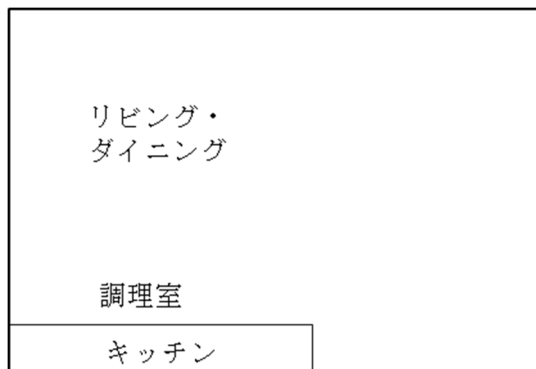 リビング・
ダイニング
調理室
キッチン